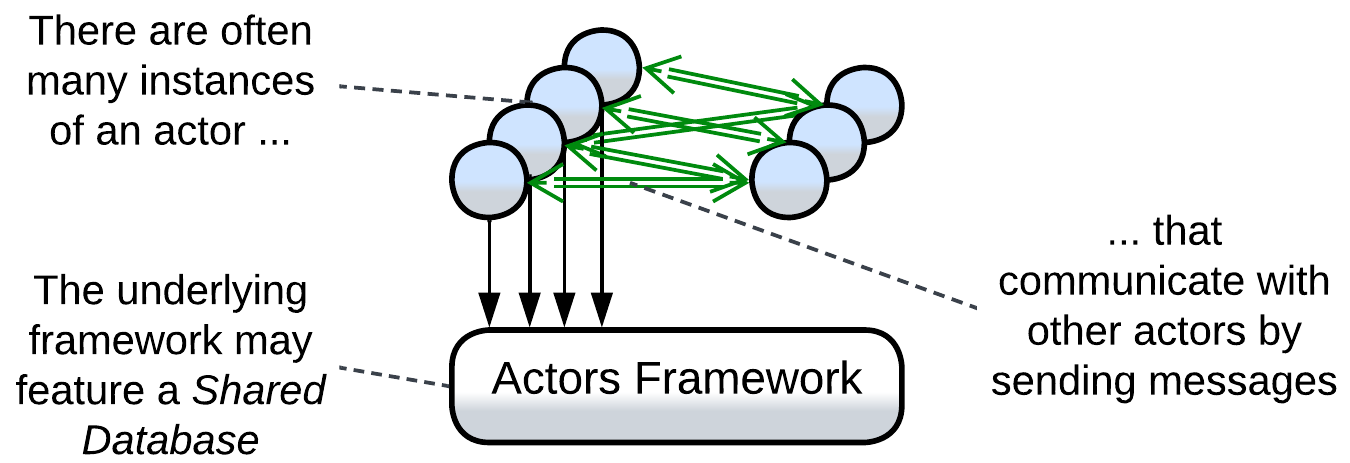 There are often
many instances
of an actor ...
... that
communicate with
other actors by
sending messages
The underlying
framework may
feature a Shared
Database
Actors Framework